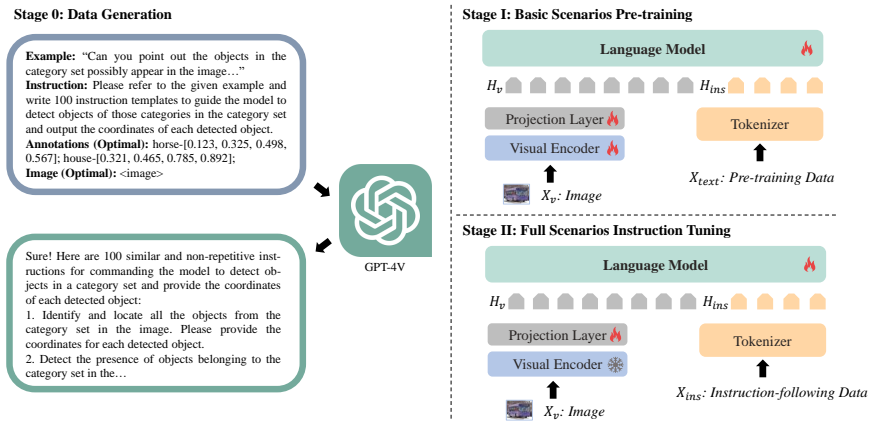 Stage 0: Data Generation
Example: “Can you point out the objects in the
category set possibly appear in the image…”
Instruction: Please refer to the given example and
write 100 instruction templates to guide the model to
detect objects of those categories in the category set
and output the coordinates of each detected object.
Annotations (Optimal): horse-[0.123, 0.325, 0.498,
0.567]; house-[0.321, 0.465, 0.785, 0.892];
Image (Optimal): <image>
GPT-4V
Sure! Here are 100 similar and non-repetitive inst-
ructions for commanding the model to detect ob-
jects in a category set and provide the coordinates
of each detected object:
1. Identify and locate all the objects from the
category set in the image. Please provide the
coordinates for each detected object.
2. Detect the presence of objects belonging to the
category set in the…
Stage I: Basic Scenarios Pre-training
Language Model
H_v
H_ins
Projection Layer
Visual Encoder
Tokenizer
X_v: Image
X_text: Pre-training Data
Stage II: Full Scenarios Instruction Tuning
Language Model
H_v
H_ins
Projection Layer
Visual Encoder
Tokenizer
X_v: Image
X_ins: Instruction-following Data